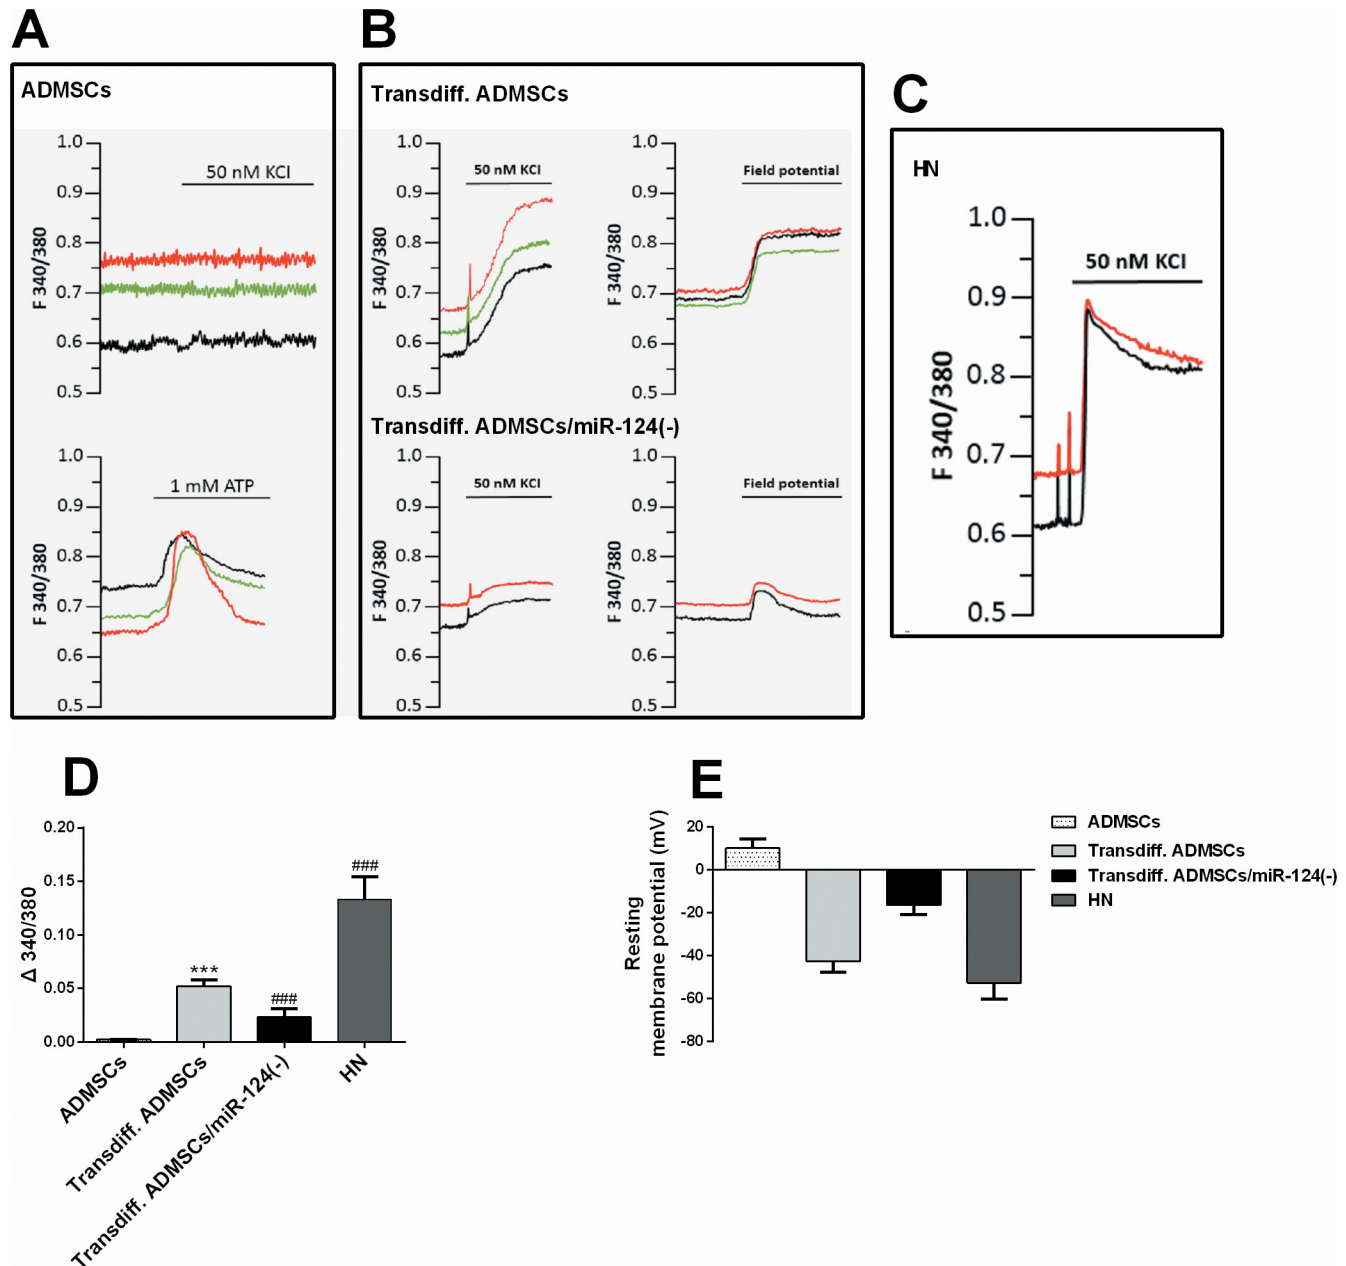 A
ADMSCs
1.0
0.9
0.8
0.7
0.6
0.5
F 340/380
50 nM KCl
1.0
0.9
0.8
0.7
0.6
0.5
F 340/380
1 mM ATP
B
Transdiff. ADMSCs
1.0
0.9
0.8
0.7
0.6
0.5
F 340/380
50 nM KCl
1.0
0.9
0.8
0.7
0.6
0.5
F 340/380
Field potential
Transdiff. ADMSCs/miR-124(-)
1.0
0.9
0.8
0.7
0.6
0.5
F 340/380
50 nM KCl
1.0
0.9
0.8
0.7
0.6
0.5
F 340/380
Field potential
C
HN
1.0
0.9
0.8
0.7
0.6
0.5
F 340/380
50 nM KCl
D
0.20
0.15
0.10
0.05
0.00
Δ 340/380
***
###
###
ADMSCs
Transdiff. ADMSCs
Transdiff. ADMSCs/miR-124(-)
HN
E
20
0
-20
-40
-60
-80
Resting
membrane potential (mV)
ADMSCs
Transdiff. ADMSCs
Transdiff. ADMSCs/miR-124(-)
HN